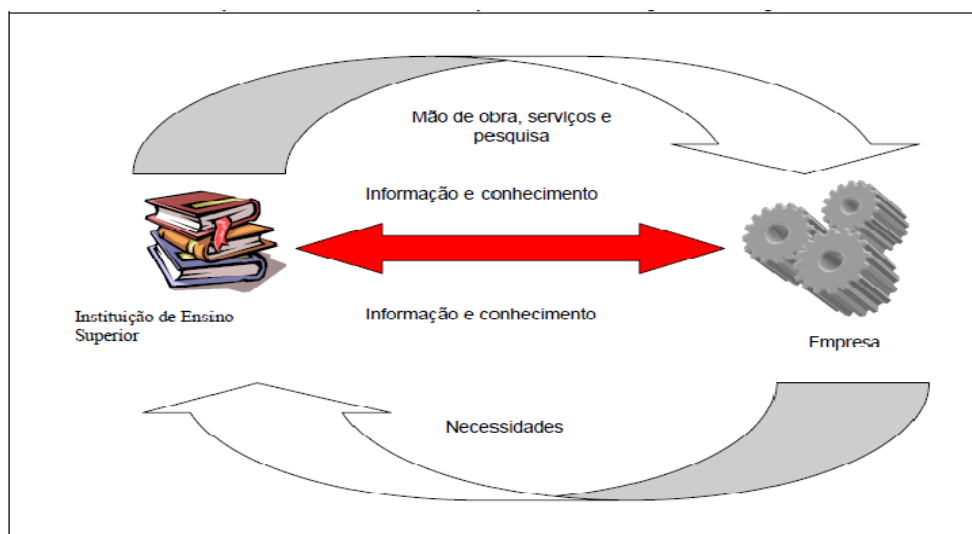 Mão de obra, serviços e
pesquisa
Informação e conhecimento
Instituição de Ensino
Superior
Informação e conhecimento
Empresa
Necessidades